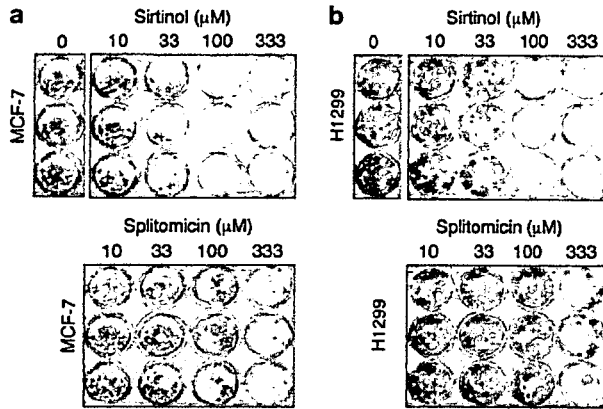 a
Sirtinol (μM)
0 10 33 100 333
MCF-7
Splitomicin (μM)
10 33 100 333
MCF-7
b
Sirtinol (μM)
0 10 33 100 333
H1299
Splitomicin (μM)
10 33 100 333
H1299